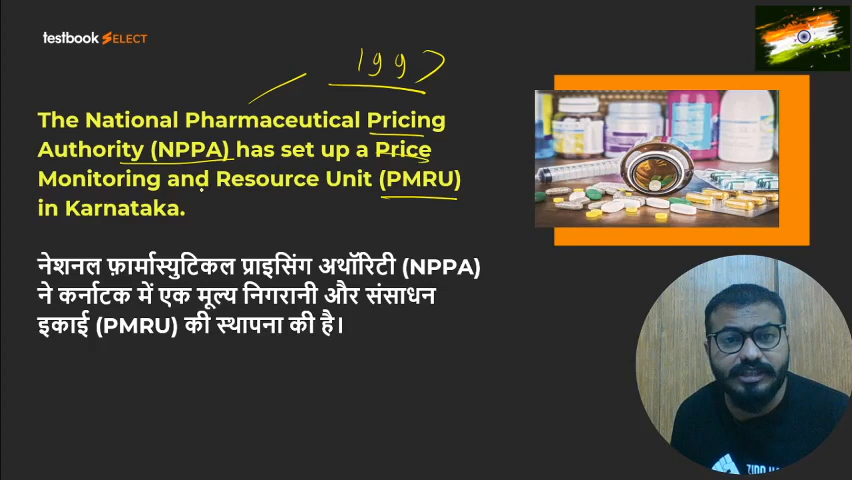 testbook SELECT
1997
The National Pharmaceutical Pricing
Authority (NPPA) has set up a Price
Monitoring and Resource Unit (PMRU)
in Karnataka.
नेशनल फ़ार्मास्युटिकल प्राइसिंग अथॉरिटी (NPPA)
ने कर्नाटक में एक मूल्य निगरानी और संसाधन
इकाई (PMRU) की स्थापना की है।